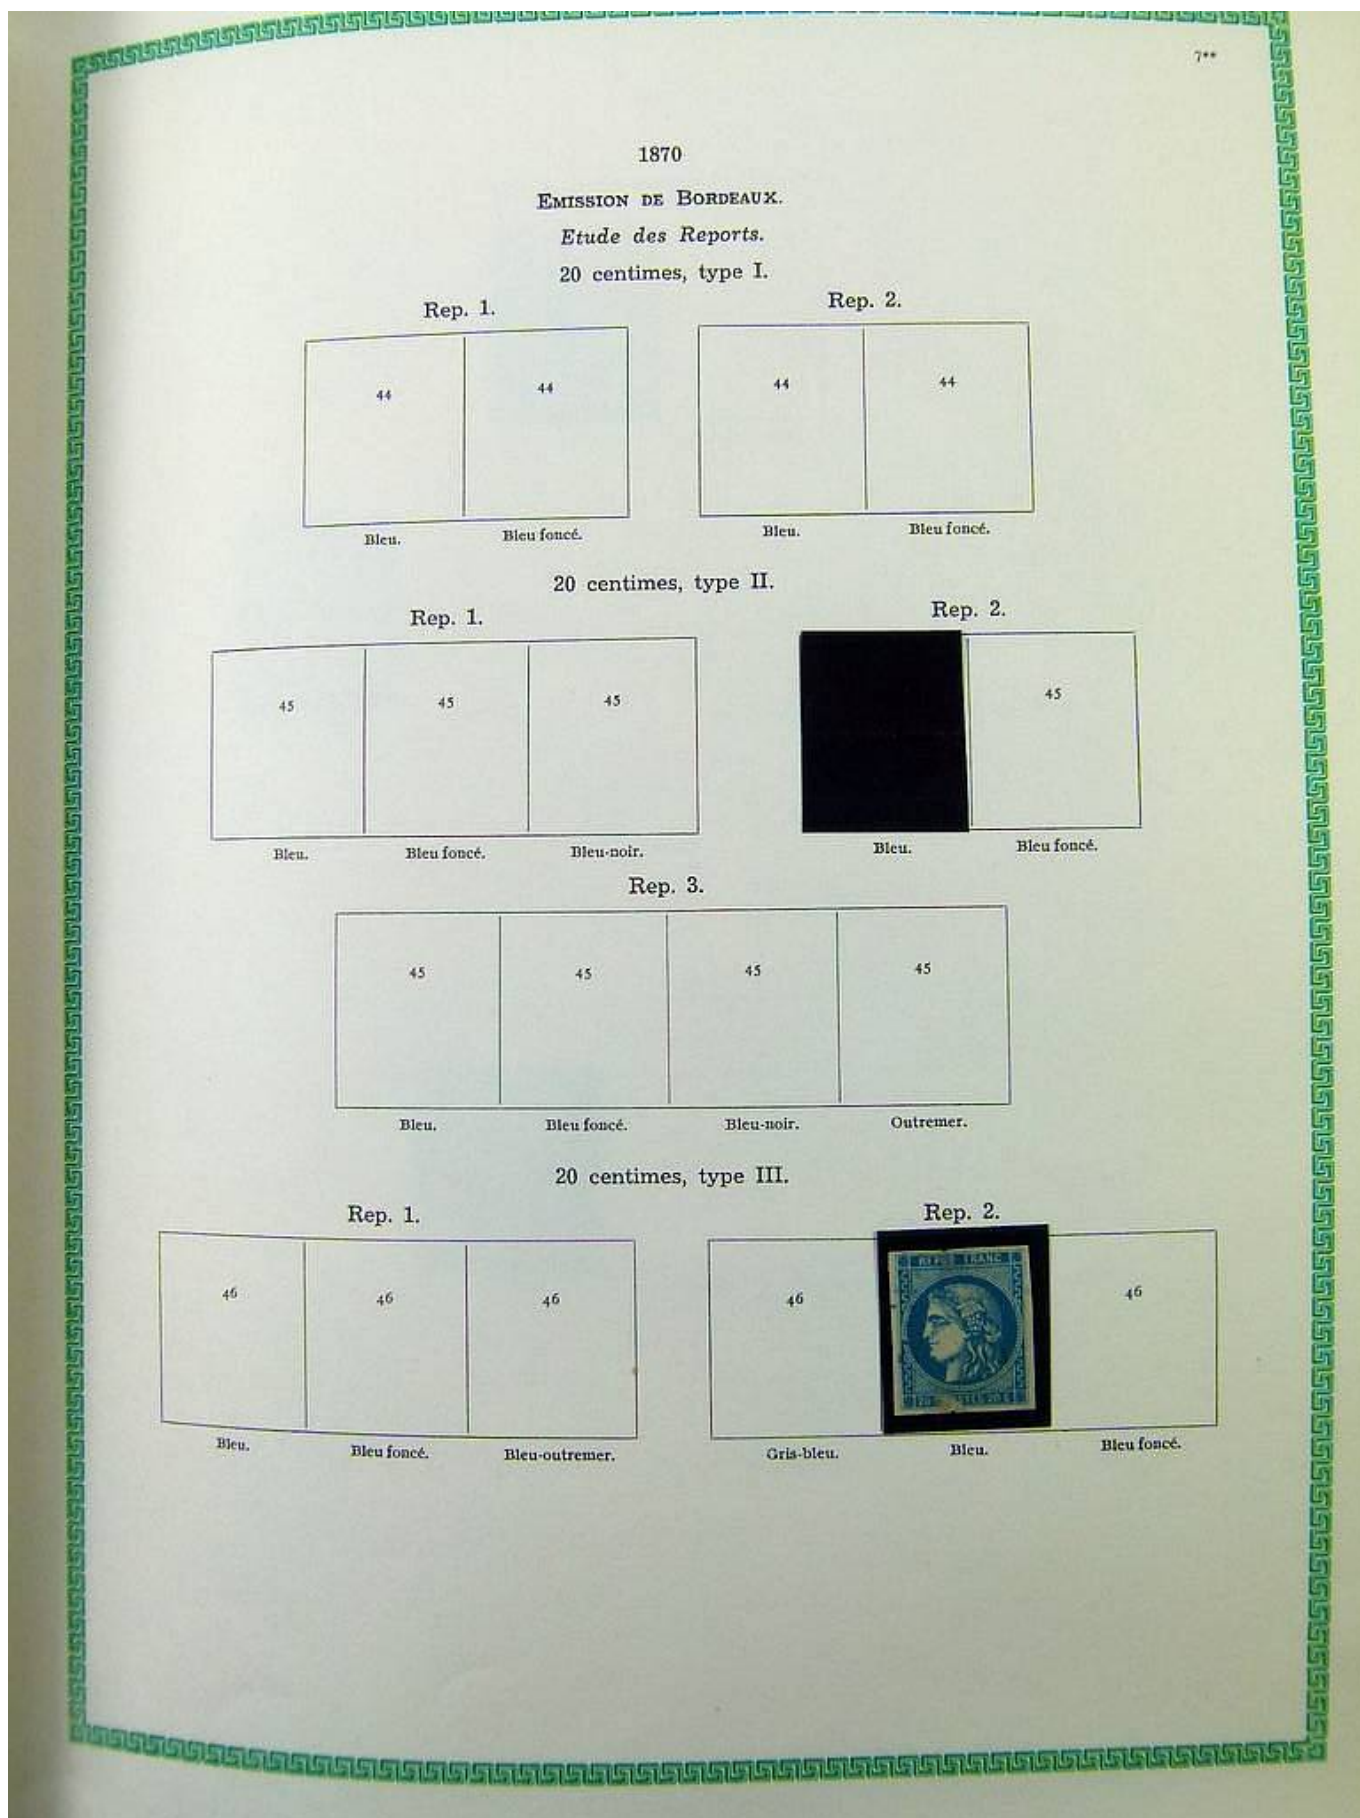 7**
1870
EMISSION DE BORDEAUX.
Etude des Reports.
20 centimes, type I.
Rep. 1. Rep. 2.
44 44 44 44
Bleu. Bleu foncé. Bleu. Bleu foncé.
20 centimes, type II.
Rep. 1. Rep. 2.
45 45 45 45
Bleu. Bleu foncé. Bleu-noir. Bleu. Bleu foncé.
Rep. 3.
45 45 45 45
Bleu. Bleu foncé. Bleu-noir. Outremer.
20 centimes, type III.
Rep. 1. Rep. 2.
46 46 46 46 46
REPUB FRANC
Bleu. Bleu foncé. Bleu-outremer. Gris-bleu. Bleu. Bleu foncé.